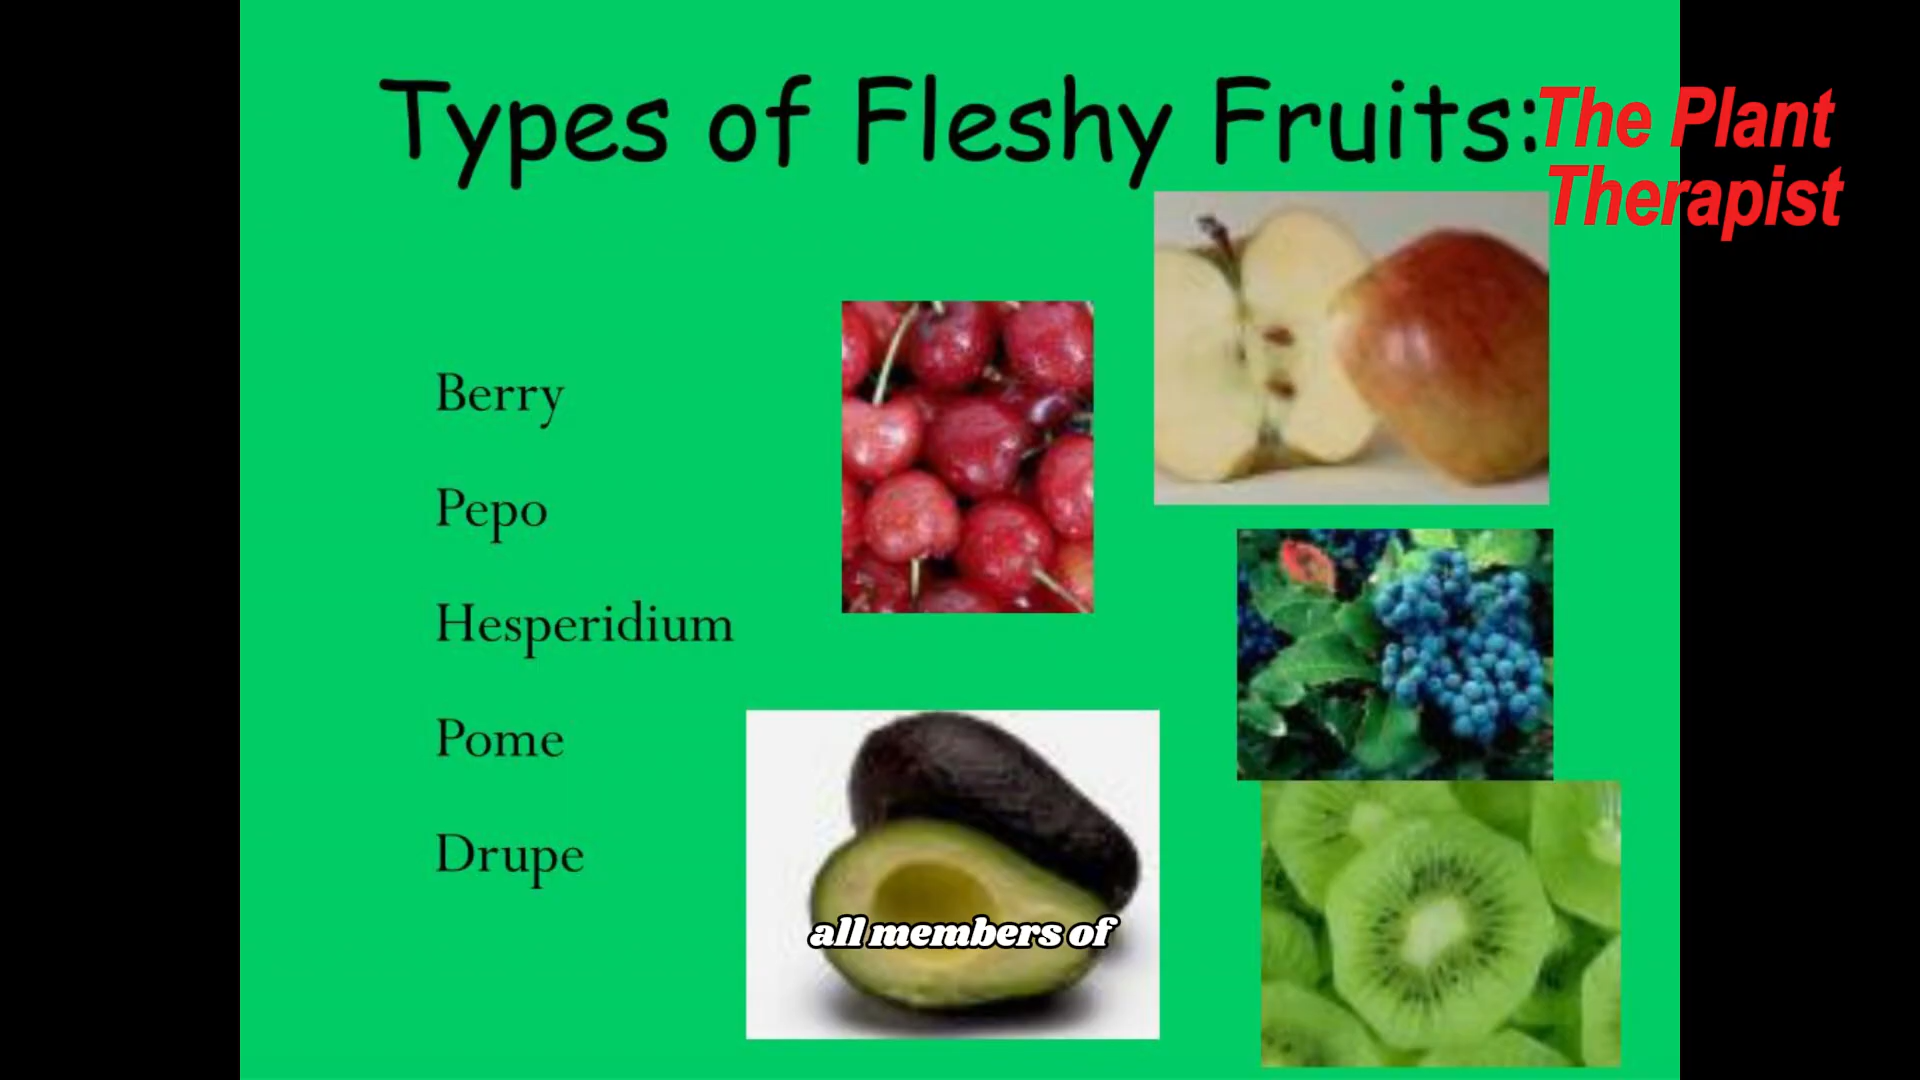 Types of Fleshy Fruits:
The Plant
Therapist
Berry
Pepo
Hesperidium
Pome
Drupe
all members of